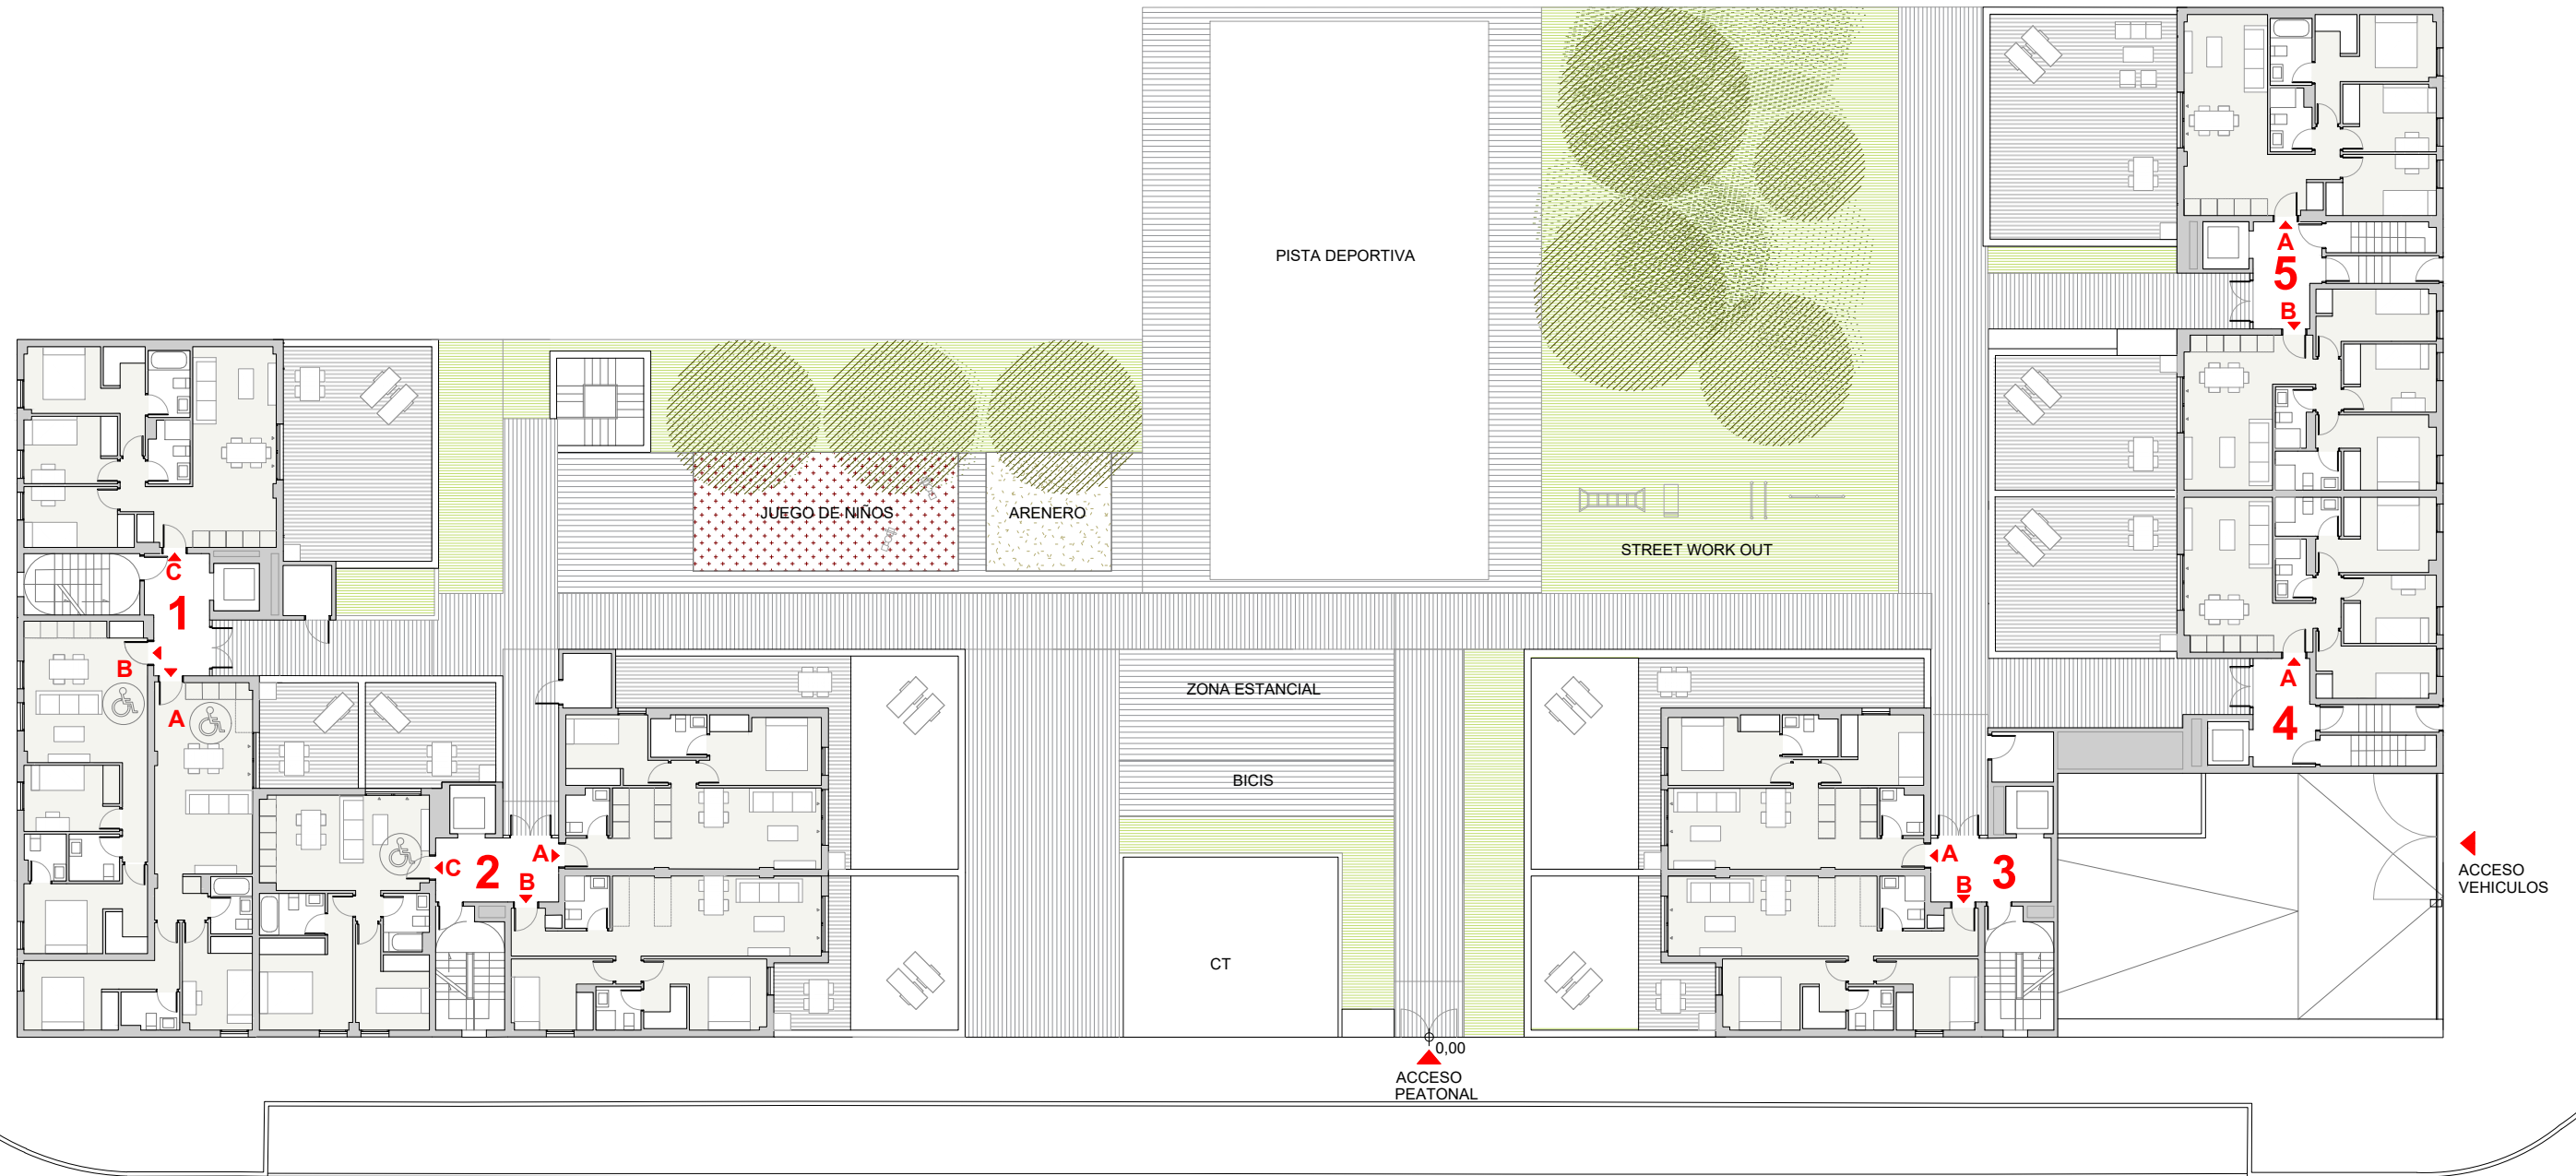 PISTA DEPORTIVA
A
5
B
JUEGO DE NIÑOS
ARENERO
STREET WORK OUT
C
1
B
A
ZONA ESTANCIAL
A
4
BICIS
C
2
A
B
A
3
B
ACCESO
VEHICULOS
CT
0,00
ACCESO
PEATONAL